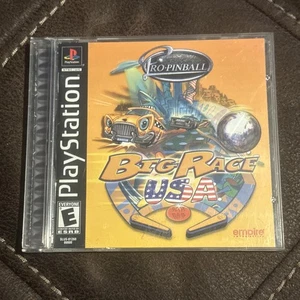 PlayStation
PRO·PINBALL
BIG RACE
USA
EVERYONE
E
ESRB
empire